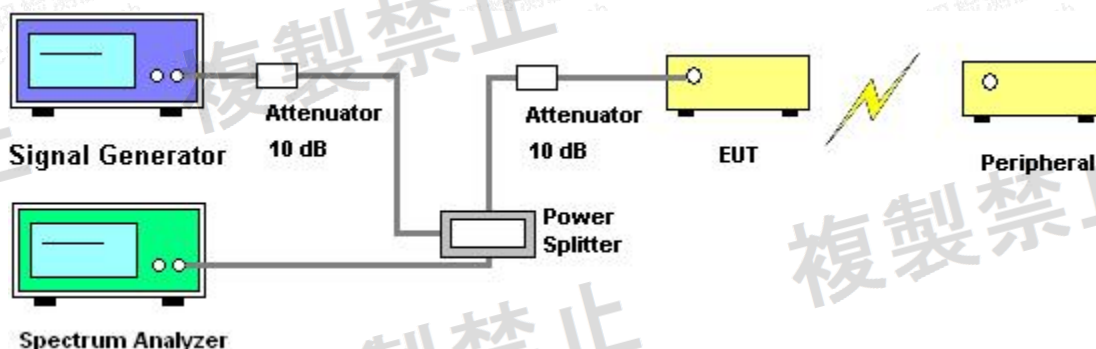 Attenuator
10 dB
Signal Generator
Attenuator
10 dB
EUT
Peripheral
Power
Splitter
Spectrum Analyzer
複製禁止
複製禁止
製禁止
止